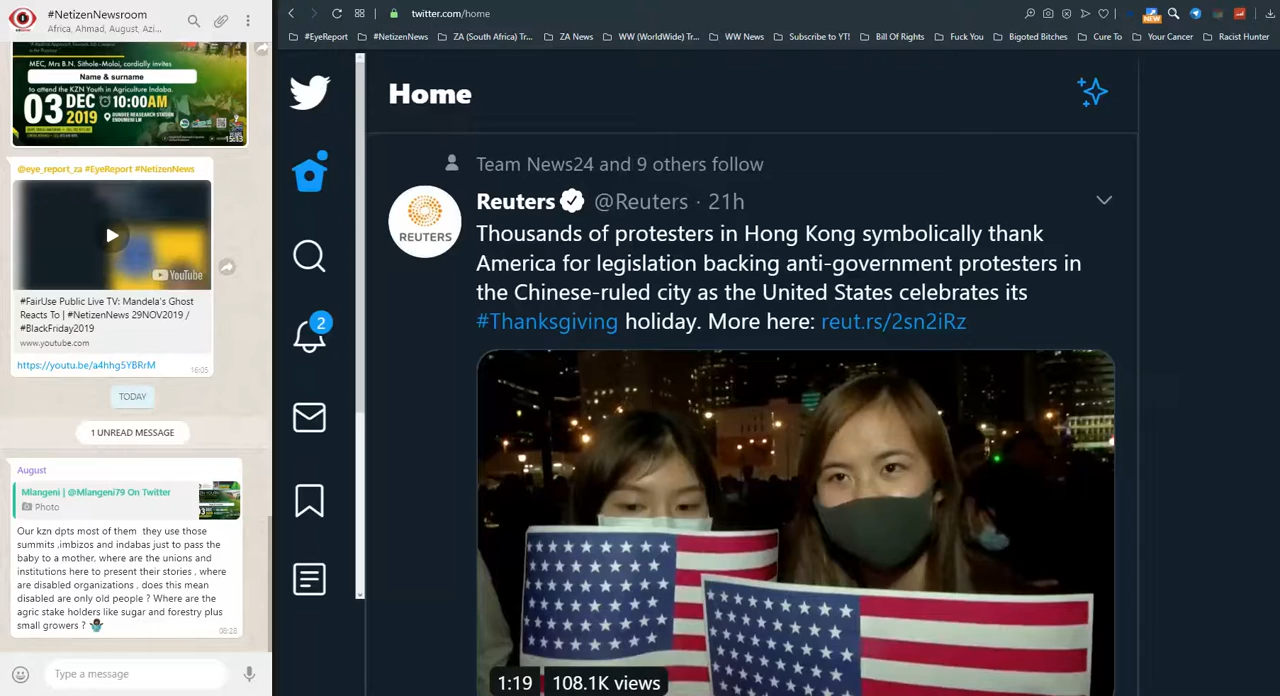 #NetizenNewsroom
Africa, Ahmad, August, Azi...
MEC, Mrs B.N. Sithole-Moloi, cordially invites
Name & surname
to attend the KZN Youth in Agriculture Indaba.
03 DEC 2019
10:00AM
15:13
@eye_report_za #EyeReport #NetizenNews
YouTube
#FairUse Public Live TV: Mandela's Ghost
Reacts To | #NetizenNews 29NOV2019 /
#BlackFriday2019
www.youtube.com
https://youtu.be/a4hhg5YBRrM
16:05
TODAY
1 UNREAD MESSAGE
August
Mlangeni | @Mlangeni79 On Twitter
Photo
Our kzn dpts most of them they use those
summits ,imbizos and indabas just to pass the
baby to a mother, where are the unions and
institutions here to present their stories , where
are disabled organizations , does this mean
disabled are only old people ? Where are the
agric stake holders like sugar and forestry plus
small growers ?
08:28
Type a message
twitter.com/home
NEW
#EyeReport #NetizenNews ZA (South Africa) Tr... ZA News WW (WorldWide) Tr... WW News Subscribe to YT! Bill Of Rights Fuck You Bigoted Bitches Cure To Your Cancer Racist Hunter
Home
2
Team News24 and 9 others follow
Reuters @Reuters · 21h
REUTERS
Thousands of protesters in Hong Kong symbolically thank
America for legislation backing anti-government protesters in
the Chinese-ruled city as the United States celebrates its
#Thanksgiving holiday. More here: reut.rs/2sn2iRz
1:19
108.1K views